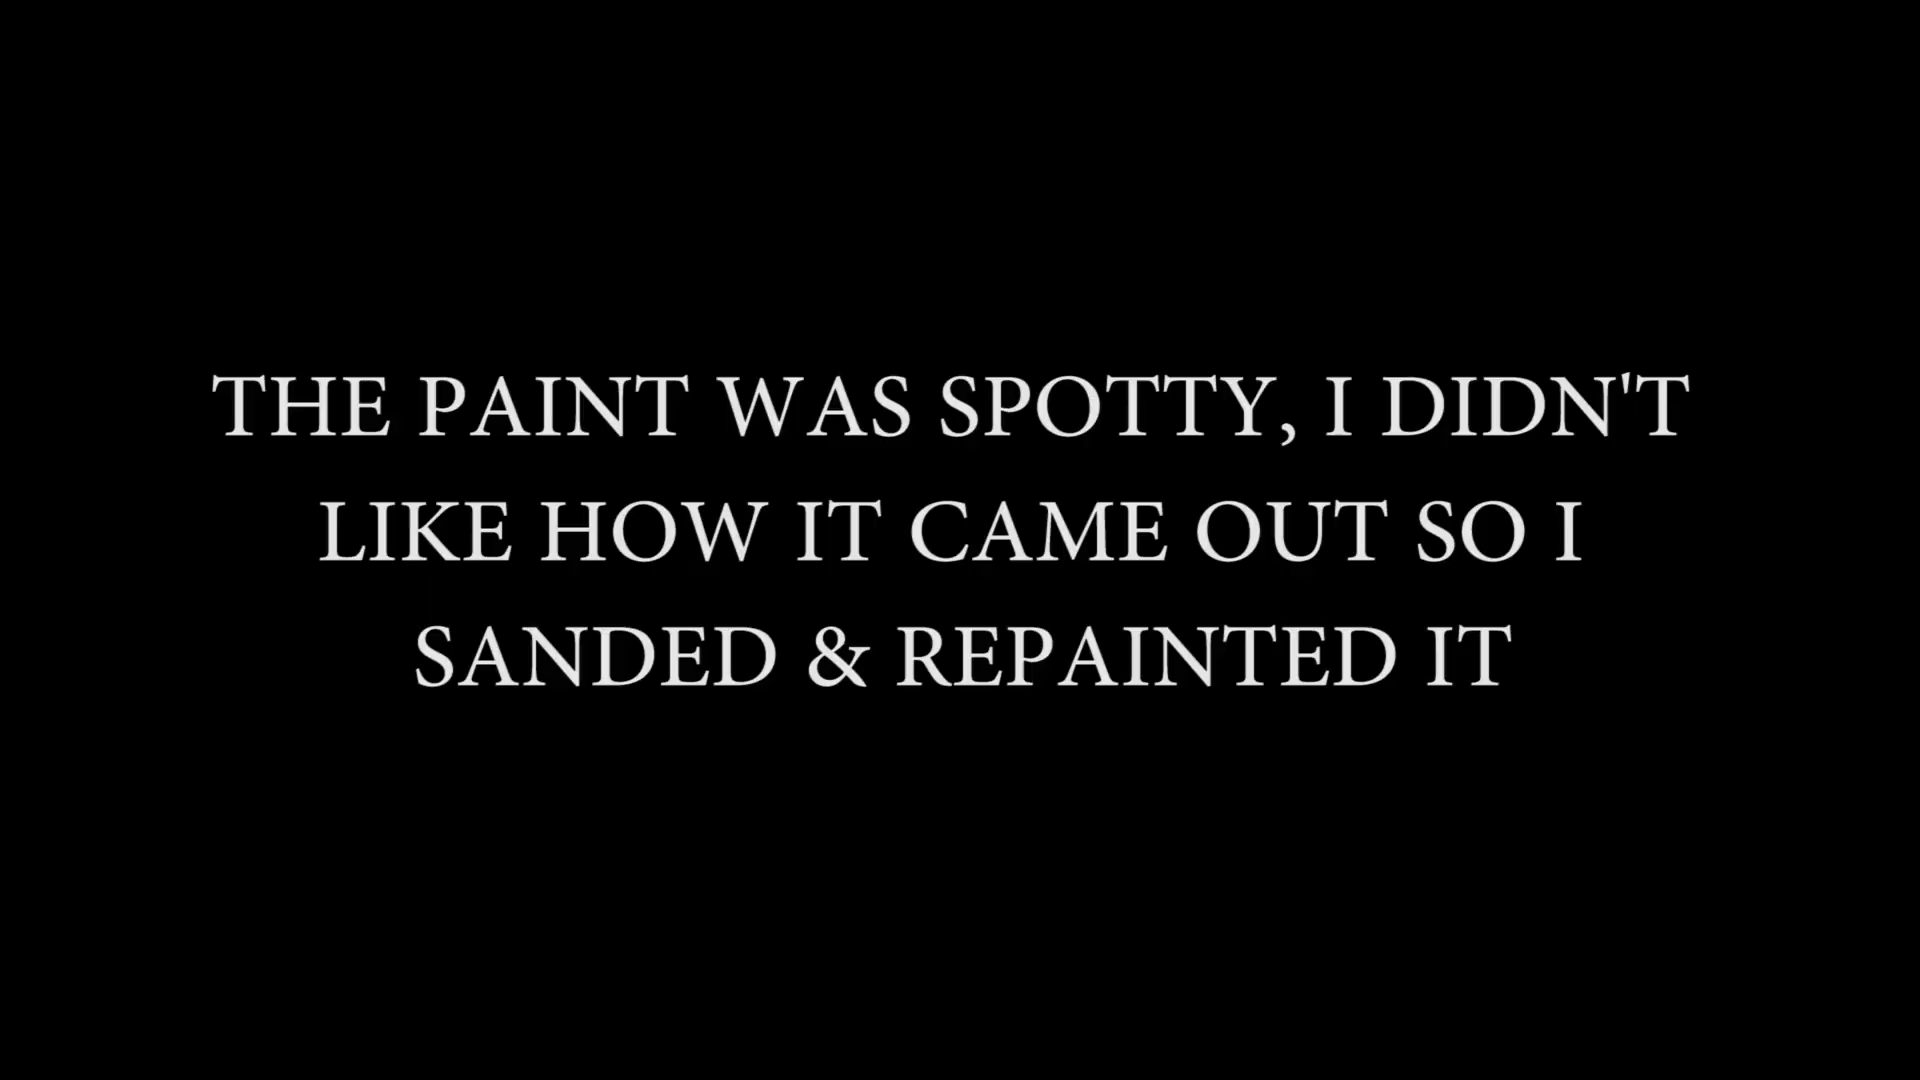 THE PAINT WAS SPOTTY, I DIDN'T
LIKE HOW IT CAME OUT SO I
SANDED & REPAINTED IT